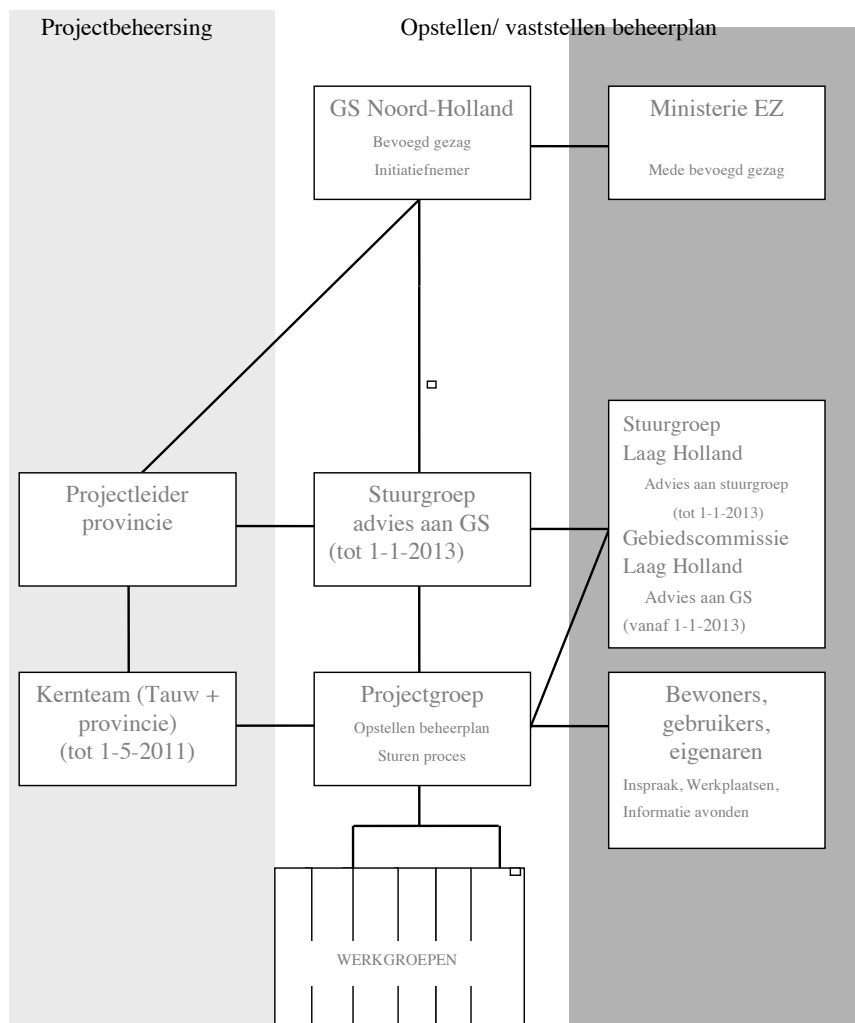 Projectbeheersing
Opstellen/ vaststellen beheerplan
GS Noord-Holland
Bevoegd gezag
Initiatiefnemer
Ministerie EZ
Mede bevoegd gezag
Stuurgroep
Laag Holland
Advies aan stuurgroep
(tot 1-1-2013)
Gebiedscommissie
Laag Holland
Advies aan GS
(vanaf 1-1-2013)
Projectleider
provincie
Stuurgroep
advies aan GS
(tot 1-1-2013)
Kernteam (Tauw +
provincie)
(tot 1-5-2011)
Projectgroep
Opstellen beheerplan
Sturen proces
Bewoners,
gebruikers,
eigenaren
Inspraak, Werkplaatsen,
Informatie avonden
WERKGROEPEN